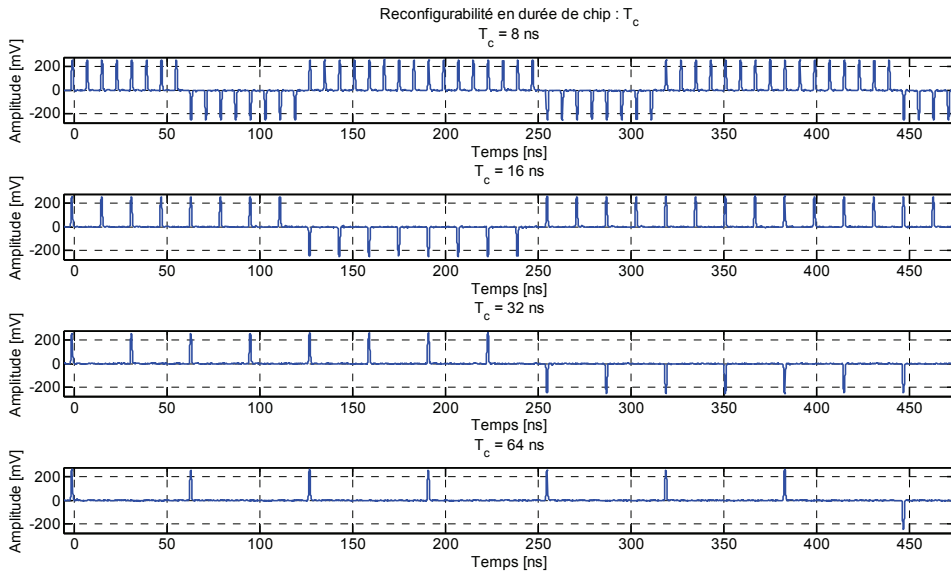 Reconfigurabilité en durée de chip : T_c
T_c = 8 ns
Amplitude [mV]
200
0
-200
0 50 100 150 200 250 300 350 400 450
Temps [ns]
T_c = 16 ns
Amplitude [mV]
200
0
-200
0 50 100 150 200 250 300 350 400 450
Temps [ns]
T_c = 32 ns
Amplitude [mV]
200
0
-200
0 50 100 150 200 250 300 350 400 450
Temps [ns]
T_c = 64 ns
Amplitude [mV]
200
0
-200
0 50 100 150 200 250 300 350 400 450
Temps [ns]